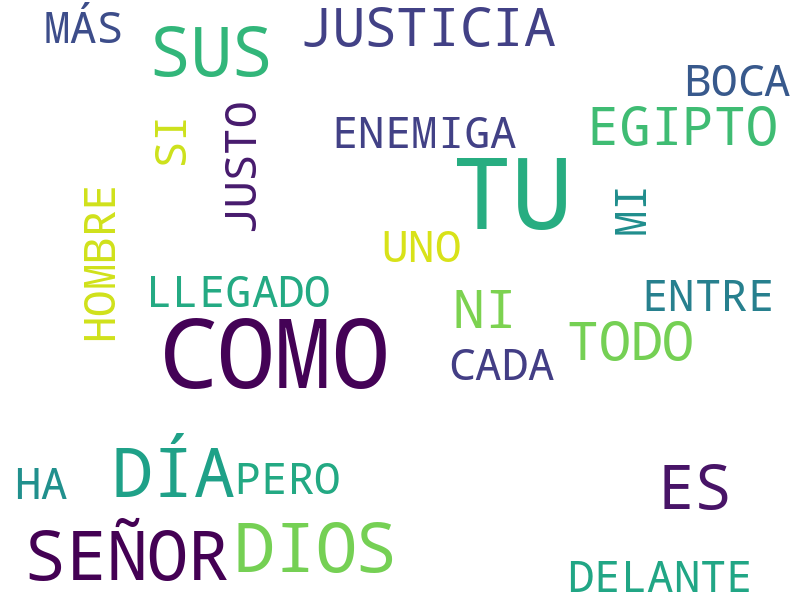 MÁS
SUS
JUSTICIA
BOCA
SI
JUSTO
ENEMIGA
EGIPTO
TU
MI
HOMBRE
UNO
LLEGADO
NI
ENTRE
COMO
CADA
TODO
HA
DÍA
PERO
ES
SEÑOR
DIOS
DELANTE